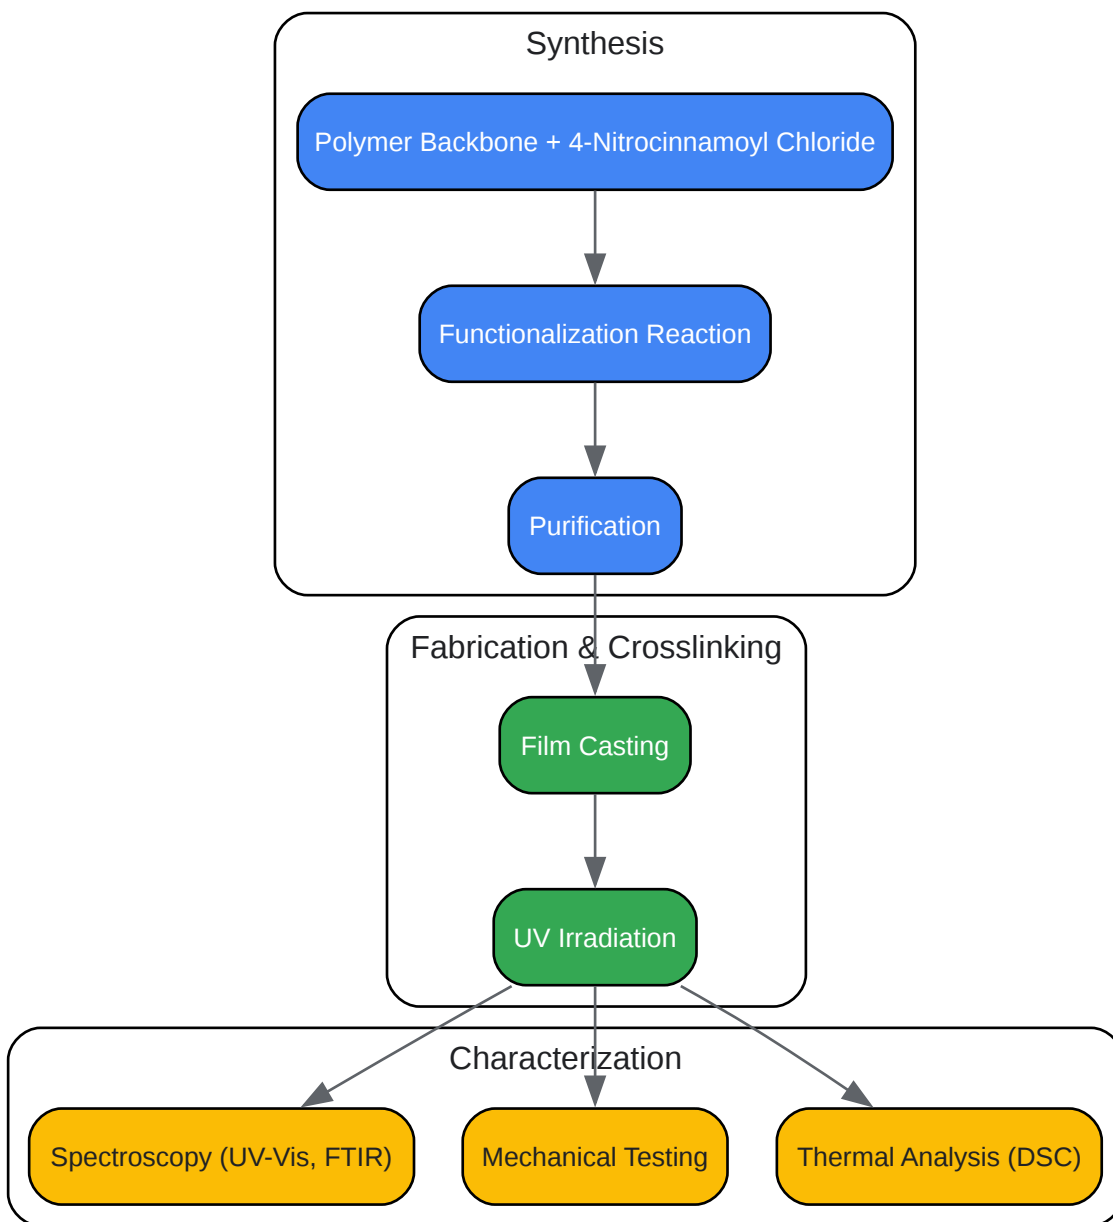 Synthesis
Polymer Backbone + 4-Nitrocinnamoyl Chloride
Functionalization Reaction
Purification
Fabrication & Crosslinking
Film Casting
UV Irradiation
Characterization
Spectroscopy (UV-Vis, FTIR)
Mechanical Testing
Thermal Analysis (DSC)